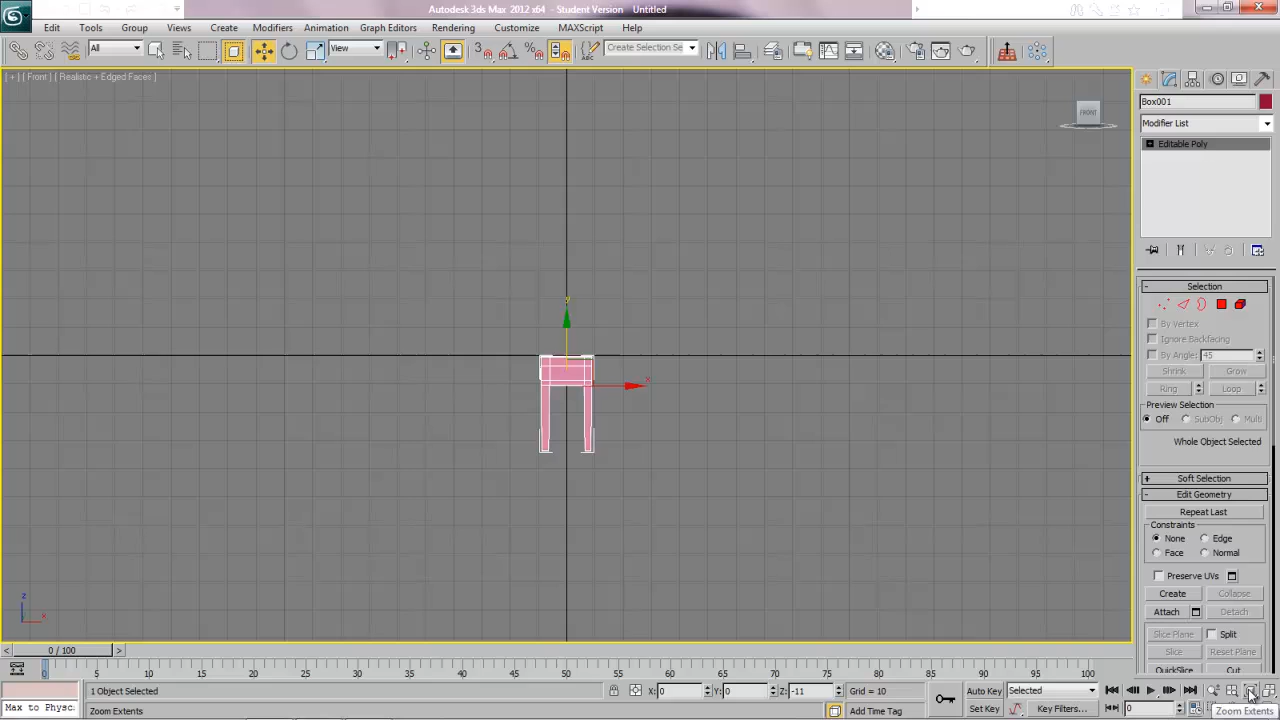 Autodesk 3ds Max 2012 x64 - Student Version Untitled
Edit Tools Group Views Create Modifiers Animation Graph Editors Rendering Customize MAXScript Help
All View 3 Create Selection Se
[ + ] [ Front ] [ Realistic + Edged Faces ]
FRONT
Box001
Modifier List
Editable Poly
Selection
By Vertex
Ignore Backfacing
By Angle: 45
Shrink Grow
Ring Loop
Preview Selection
Off SubObj Multi
Whole Object Selected
Soft Selection
Edit Geometry
Repeat Last
Constraints
None Edge
Face Normal
Preserve UVs
Create Collapse
Attach Detach
Slice Plane Split
Slice Reset Plane
QuickSlice Cut
y
x
z
0 / 100
0 5 10 15 20 25 30 35 40 45 50 55 60 65 70 75 80 85 90 95 100
1 Object Selected X: 0 Y: 0 Z: -11 Grid = 10 Auto Key Selected
Max to Physc Zoom Extents Add Time Tag Set Key Key Filters... 0 Zoom Extents